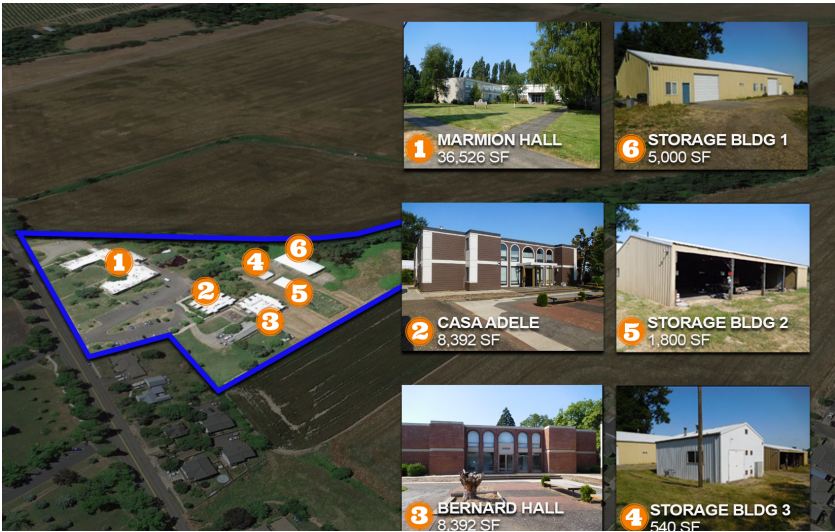 1
MARMION HALL
36,526 SF
6
STORAGE BLDG 1
5,000 SF
1
2
3
4
5
6
2
CASA ADELE
8,392 SF
5
STORAGE BLDG 2
1,800 SF
3
BERNARD HALL
8,392 SF
4
STORAGE BLDG 3
540 SF